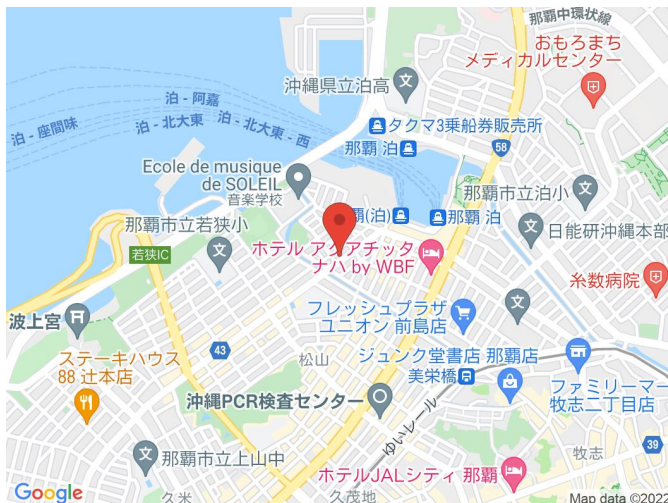 那覇中環状線
おもろまち
メディカルセンター
沖縄県立泊高
泊 - 阿嘉
泊 - 座間味
泊 - 北大東
泊 - 北大東 - 西
タクマ3乗船券販売所
那覇 泊
58
Ecole de musique
de SOLEIL
音楽学校
那覇市立泊小
覇(泊)
那覇 泊
那覇市立若狭小
日能研沖縄本部
若狭IC
ホテル アクアチッタ
ナハ by WBF
糸数病院
波上宮
フレッシュプラザ
ユニオン 前島店
43
ステーキハウス
88 辻本店
松山
ジュンク堂書店 那覇店
美栄橋
ファミリーマー
牧志二丁目店
沖縄PCR検査センター
ゆいレール
39
那覇市立上山中
牧志
ホテルJALシティ 那覇
久米
久茂地
Google
Map data ©2022